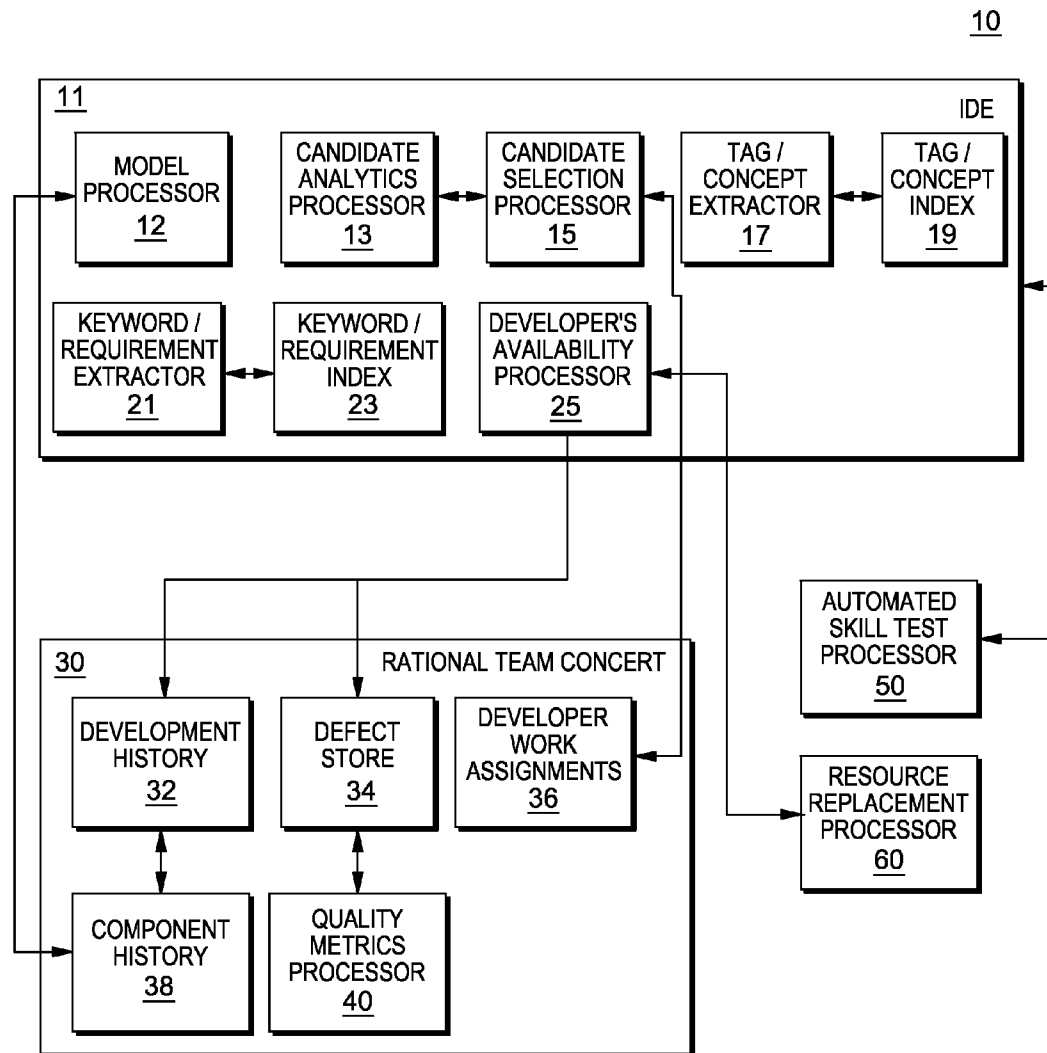 10
11
IDE
MODEL
PROCESSOR
12
CANDIDATE
ANALYTICS
PROCESSOR
13
CANDIDATE
SELECTION
PROCESSOR
15
TAG /
CONCEPT
EXTRACTOR
17
TAG /
CONCEPT
INDEX
19
KEYWORD /
REQUIREMENT
EXTRACTOR
21
KEYWORD /
REQUIREMENT
INDEX
23
DEVELOPER'S
AVAILABILITY
PROCESSOR
25
30
RATIONAL TEAM CONCERT
DEVELOPMENT
HISTORY
32
DEFECT
STORE
34
DEVELOPER
WORK
ASSIGNMENTS
36
COMPONENT
HISTORY
38
QUALITY
METRICS
PROCESSOR
40
AUTOMATED
SKILL TEST
PROCESSOR
50
RESOURCE
REPLACEMENT
PROCESSOR
60